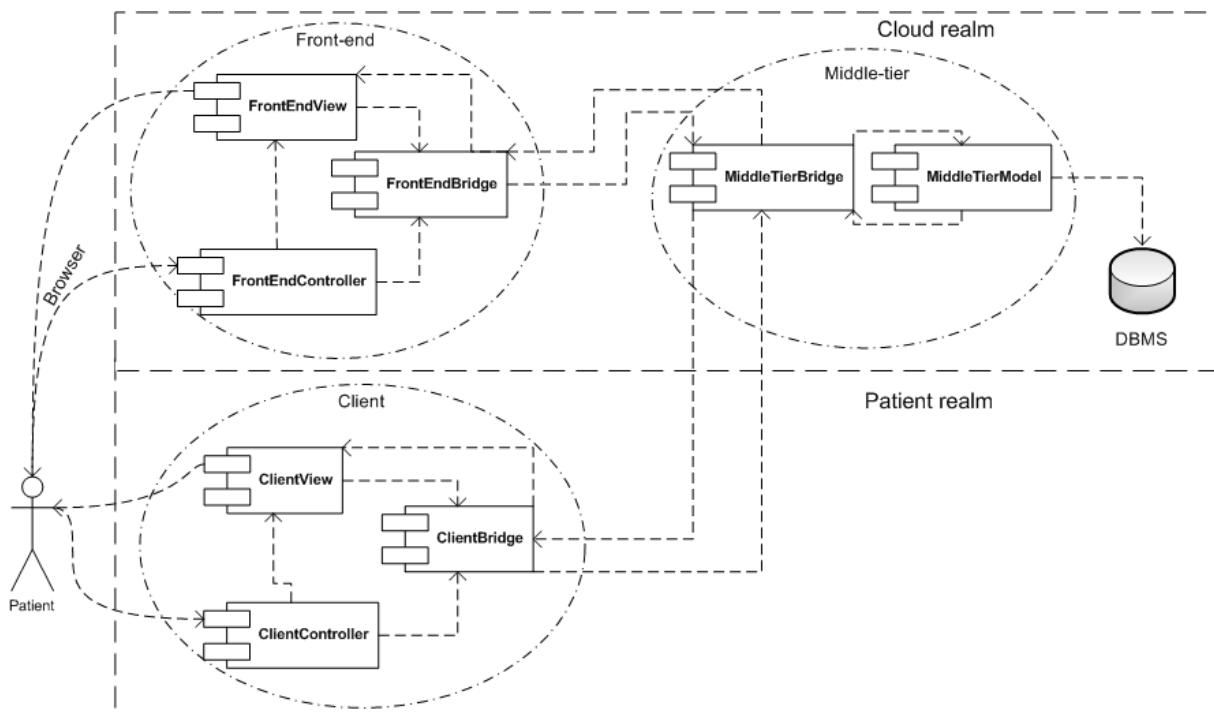 Cloud realm
Front-end
Middle-tier
FrontEndView
FrontEndBridge
MiddleTierBridge
MiddleTierModel
Browser
FrontEndController
DBMS
Client
Patient realm
ClientView
ClientBridge
Patient
ClientController